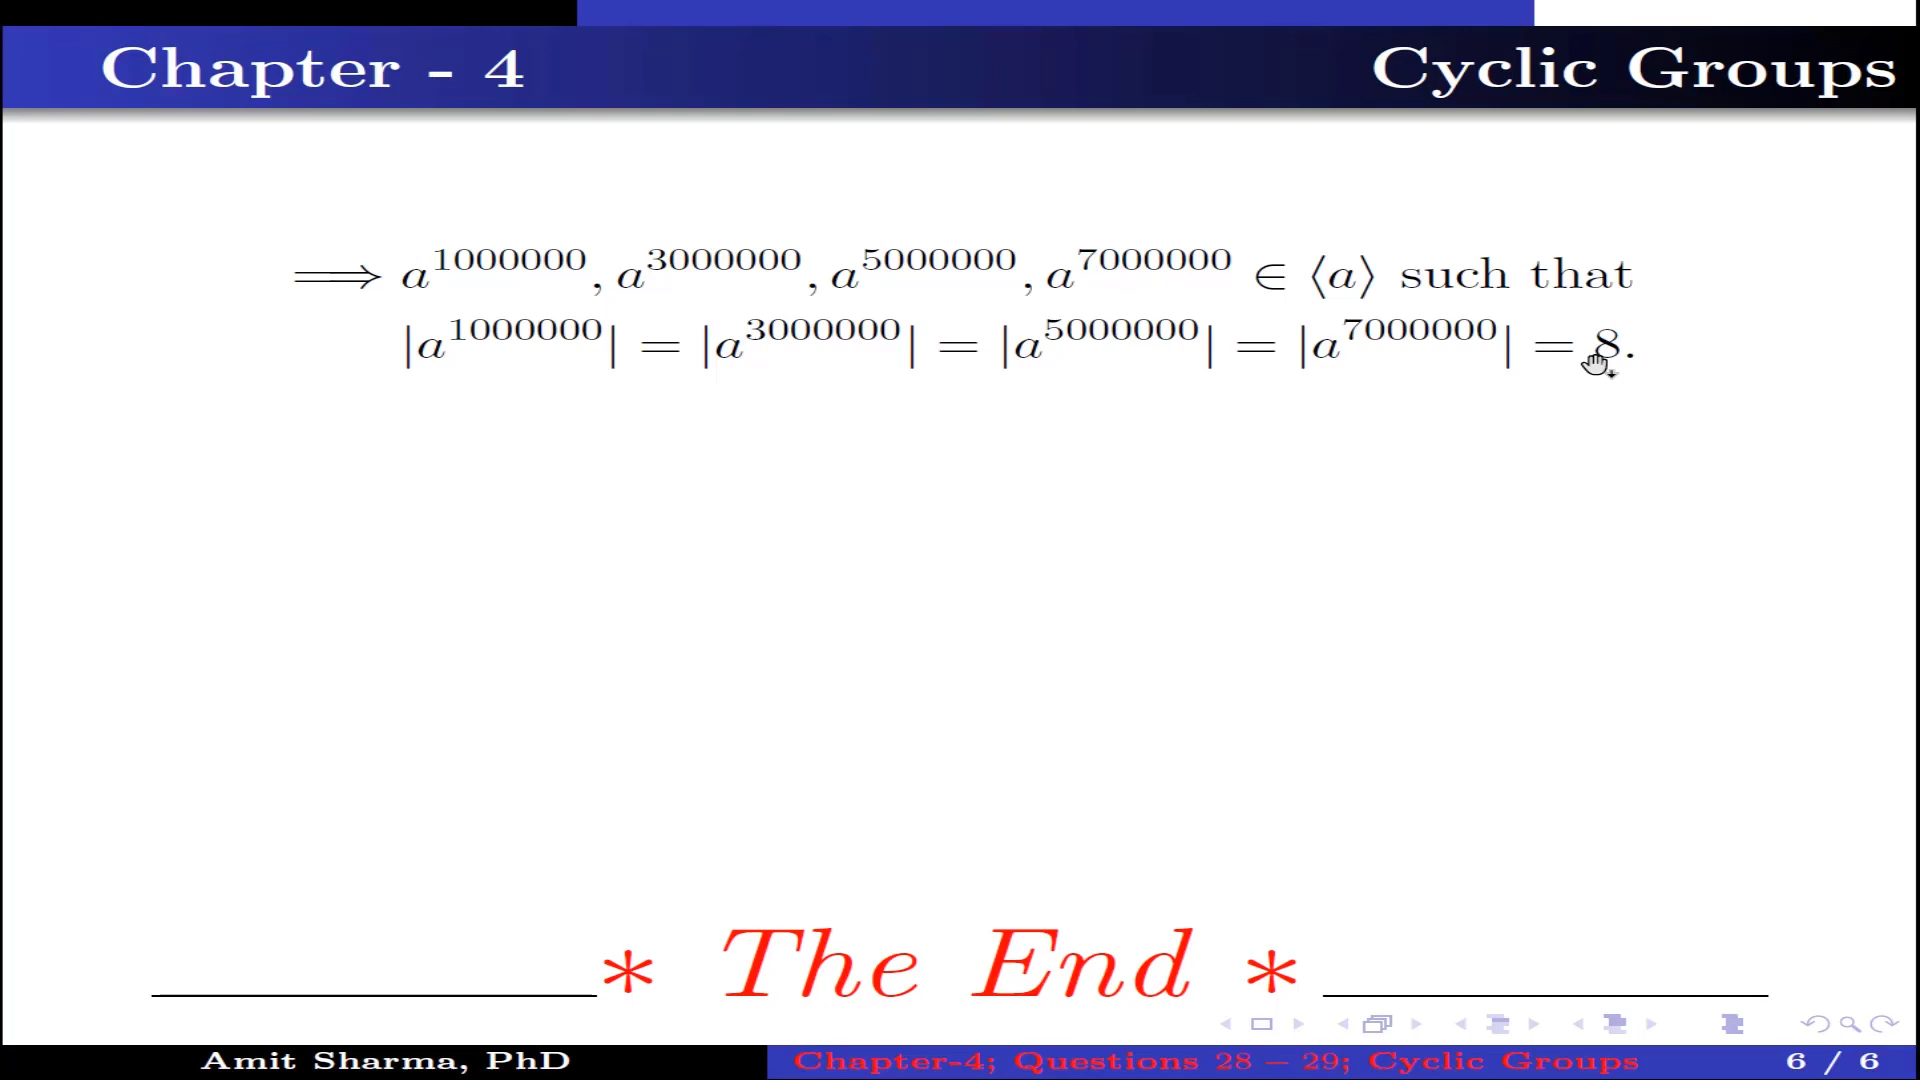 Chapter - 4 Cyclic Groups
⟹ a^1000000, a^3000000, a^5000000, a^7000000 ∈ ⟨a⟩ such that
|a^1000000| = |a^3000000| = |a^5000000| = |a^7000000| = 8.
* The End *
Amit Sharma, PhD Chapter-4; Questions 28 – 29; Cyclic Groups 6 / 6